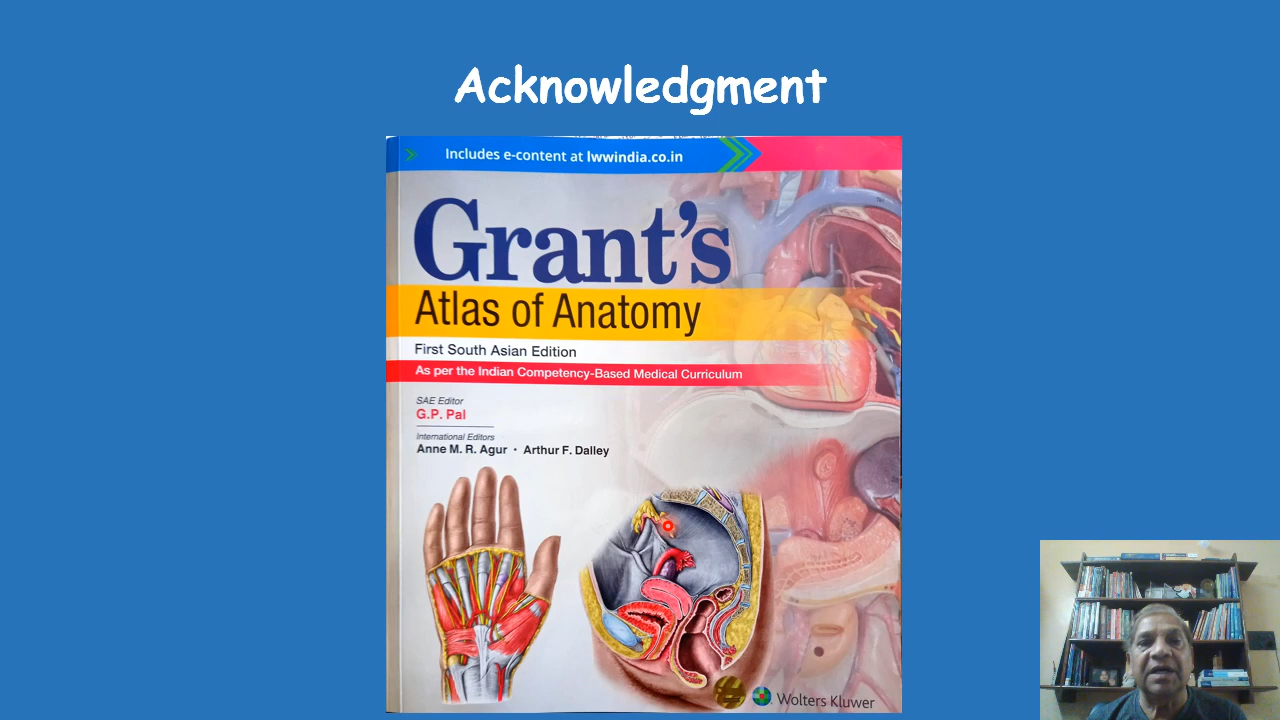 Acknowledgment
Includes e-content at lwwindia.co.in
Grant's
Atlas of Anatomy
First South Asian Edition
As per the Indian Competency-Based Medical Curriculum
SAE Editor
G.P. Pal
International Editors
Anne M. R. Agur • Arthur F. Dalley
Wolters Kluwer